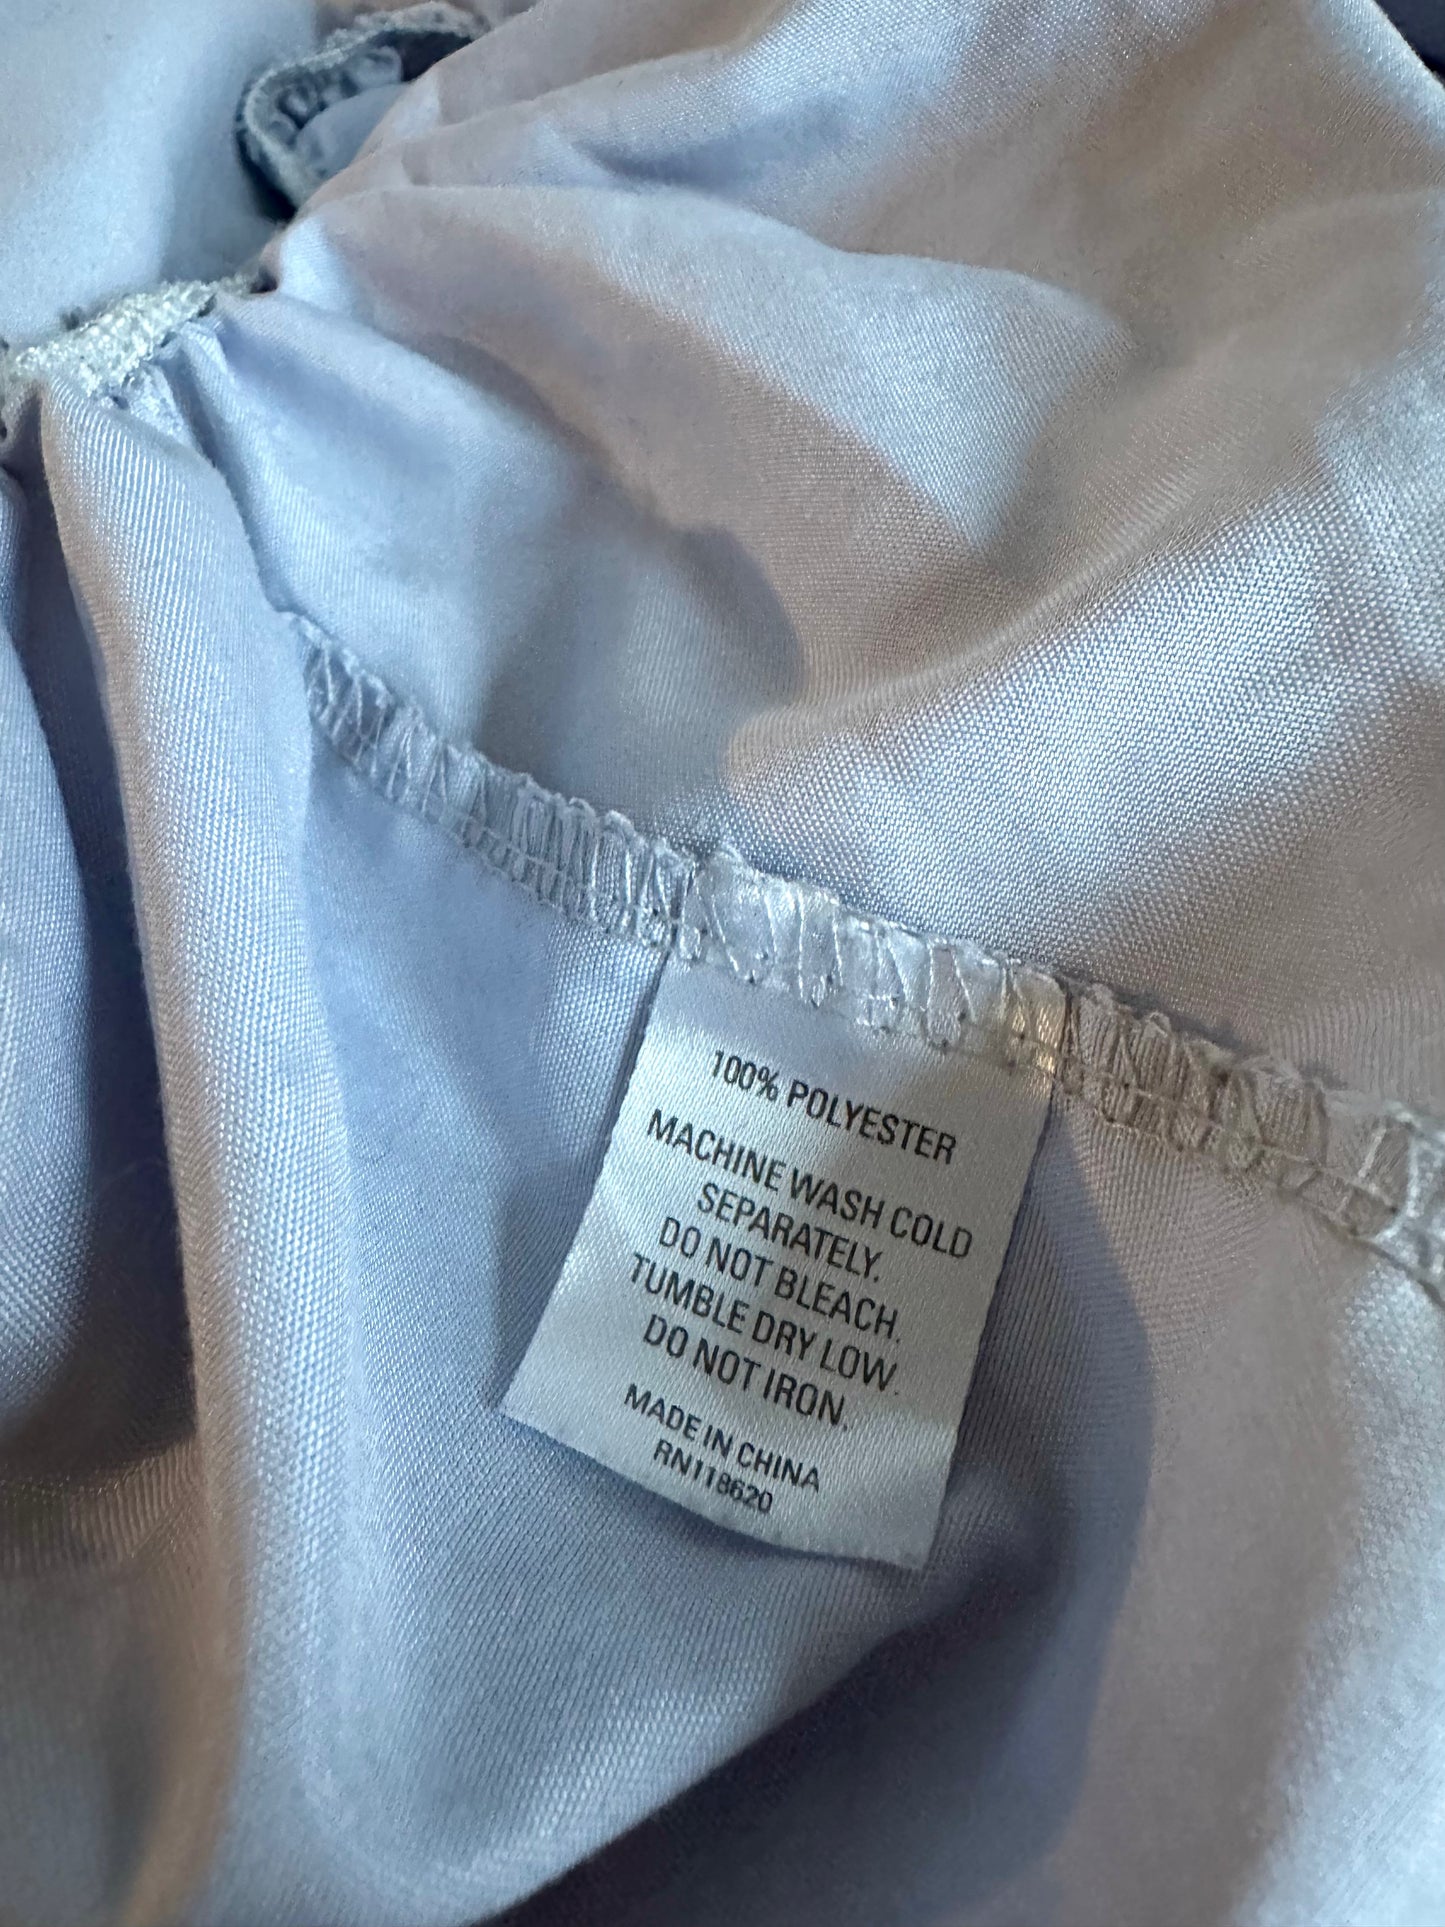 100% POLYESTER
MACHINE WASH COLD
SEPARATELY.
DO NOT BLEACH.
TUMBLE DRY LOW.
DO NOT IRON.
MADE IN CHINA
RN118620